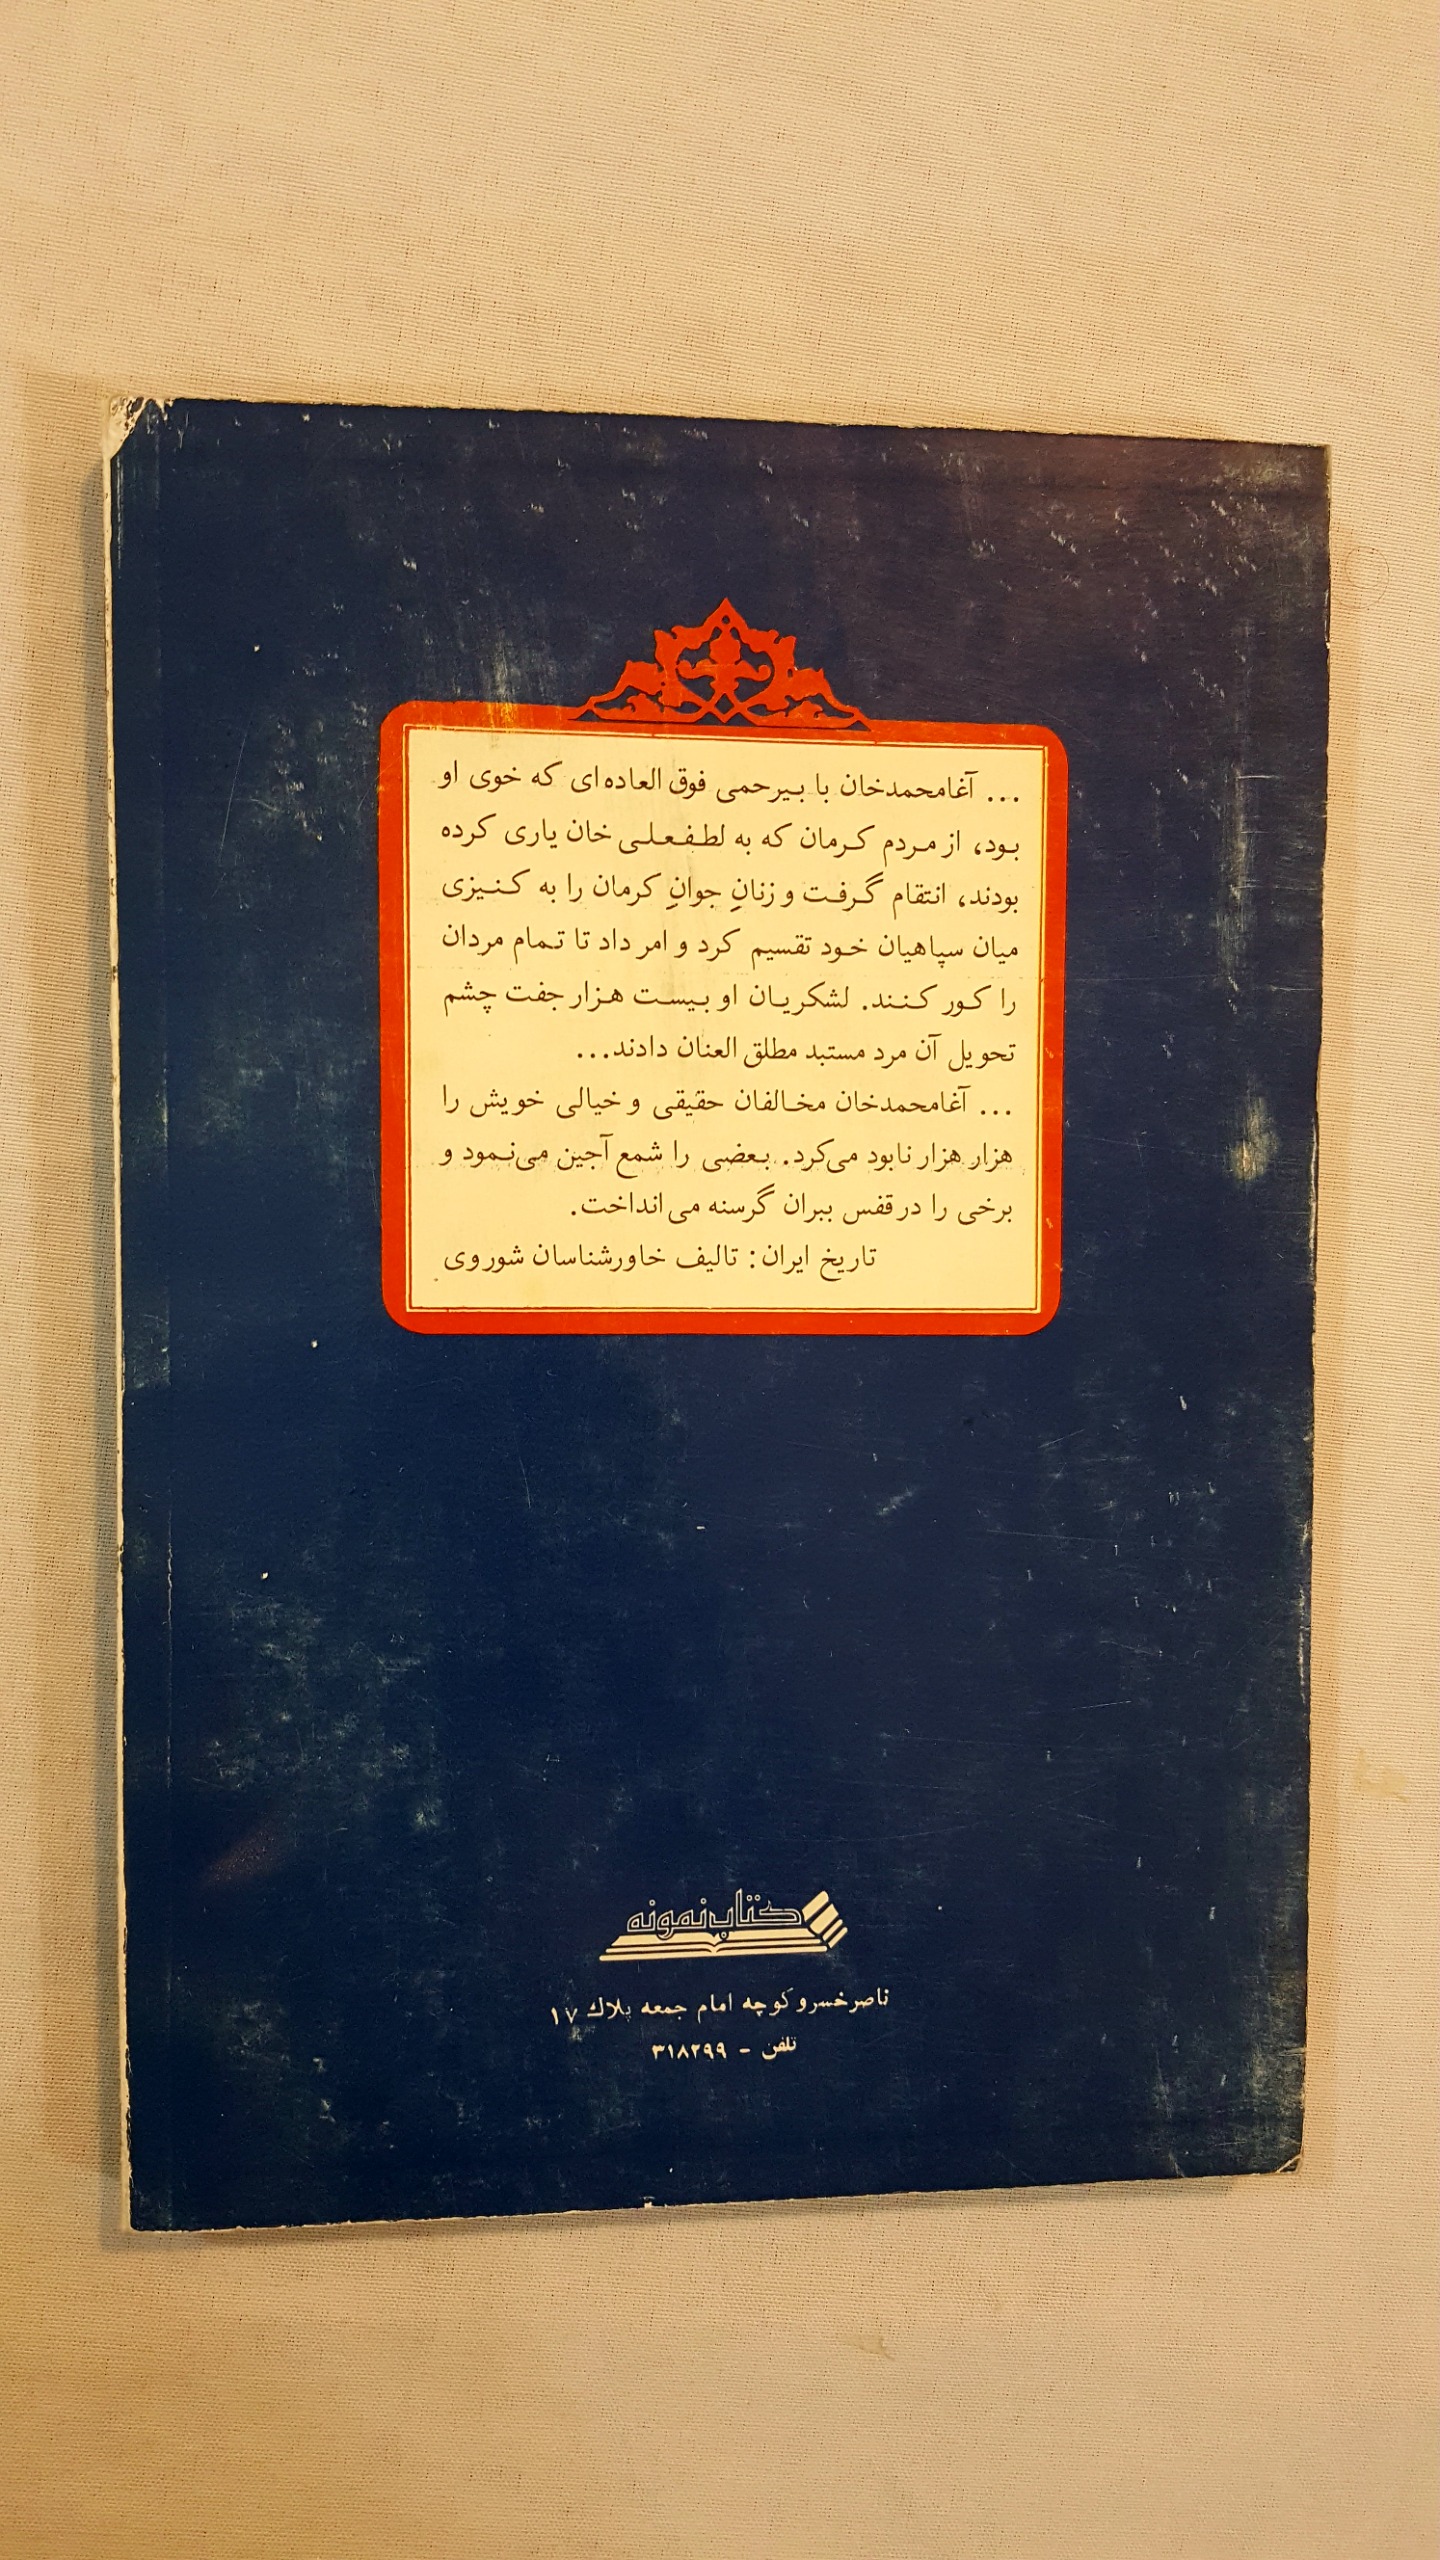 ... آغامحمدخان با بیرحمی فوق العاده‌ای که خوی او
بود، از مردم کرمان که به لطفعلی خان یاری کرده
بودند، انتقام گرفت و زنانِ جوانِ کرمان را به کنیزی
میان سپاهیان خود تقسیم کرد و امر داد تا تمام مردان
را کور کنند. لشکریان او بیست هزار جفت چشم
تحویل آن مرد مستبد مطلق العنان دادند...
... آغامحمدخان مخالفان حقیقی و خیالی خویش را
هزار هزار نابود می‌کرد. بعضی را شمع آجین می‌نمود و
برخی را در قفس ببران گرسنه می‌انداخت.
تاریخ ایران: تالیف خاورشناسان شوروی
کتاب نمونه
ناصرخسرو کوچه امام جمعه پلاک ۱۷
تلفن - ۳۱۸۲۹۹